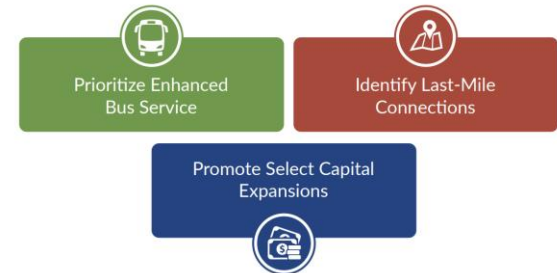 Prioritize Enhanced
Bus Service
Identify Last-Mile
Connections
Promote Select Capital
Expansions
$